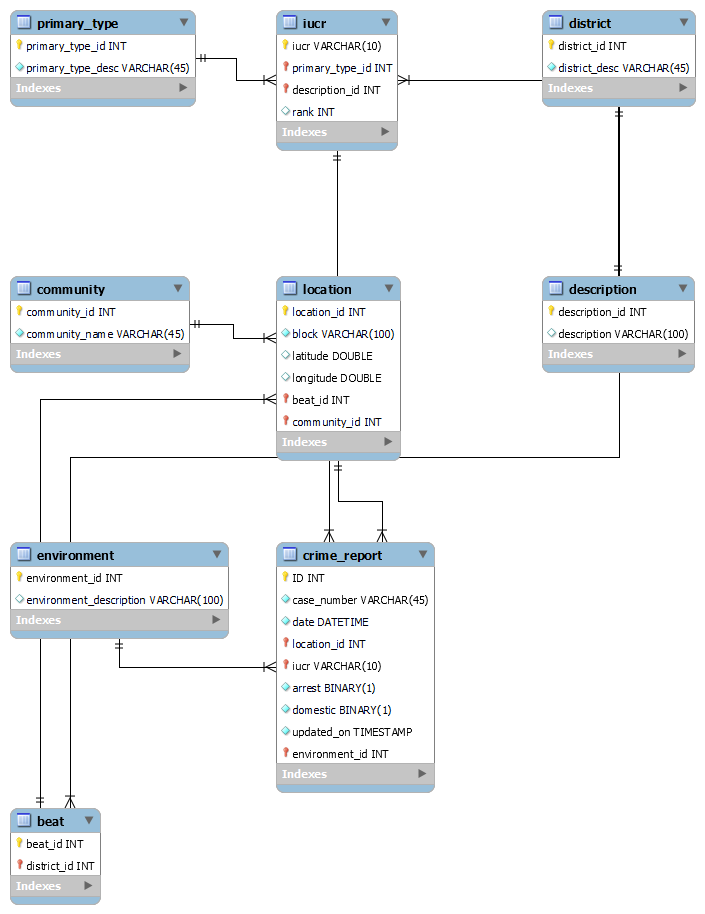 primary_type
primary_type_id INT
primary_type_desc VARCHAR(45)
Indexes
iucr
iucr VARCHAR(10)
primary_type_id INT
description_id INT
rank INT
Indexes
district
district_id INT
district_desc VARCHAR(45)
Indexes
community
community_id INT
community_name VARCHAR(45)
Indexes
location
location_id INT
block VARCHAR(100)
latitude DOUBLE
longitude DOUBLE
beat_id INT
community_id INT
Indexes
description
description_id INT
description VARCHAR(100)
Indexes
environment
environment_id INT
environment_description VARCHAR(100)
Indexes
crime_report
ID INT
case_number VARCHAR(45)
date DATETIME
location_id INT
iucr VARCHAR(10)
arrest BINARY(1)
domestic BINARY(1)
updated_on TIMESTAMP
environment_id INT
Indexes
beat
beat_id INT
district_id INT
Indexes